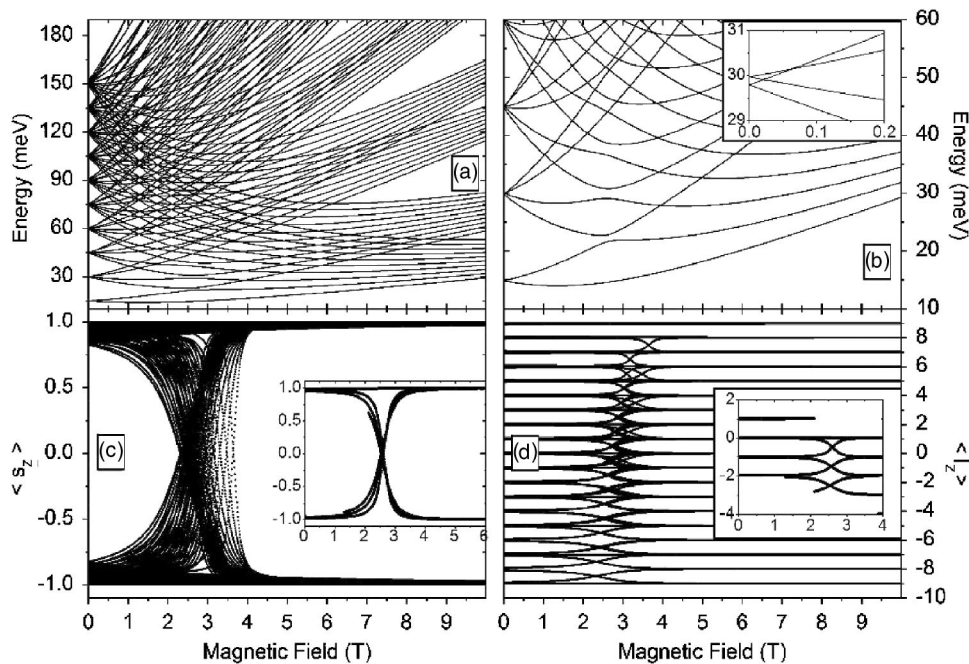 180
150
120
90
60
30
Energy (meV)
(a)
31
30
29
0.0 0.1 0.2
60
50
40
30
20
10
Energy (meV)
(b)
1.0
0.5
0.0
-0.5
-1.0
< s_z >
(c)
1.0
0.5
0.0
-0.5
-1.0
0 1 2 3 4 5 6
0 1 2 3 4 5 6 7 8 9
Magnetic Field (T)
(d)
2
0
-2
-4
0 1 2 3 4
8
6
4
2
0
-2
-4
-6
-8
-10
< l_z >
0 1 2 3 4 5 6 7 8 9
Magnetic Field (T)